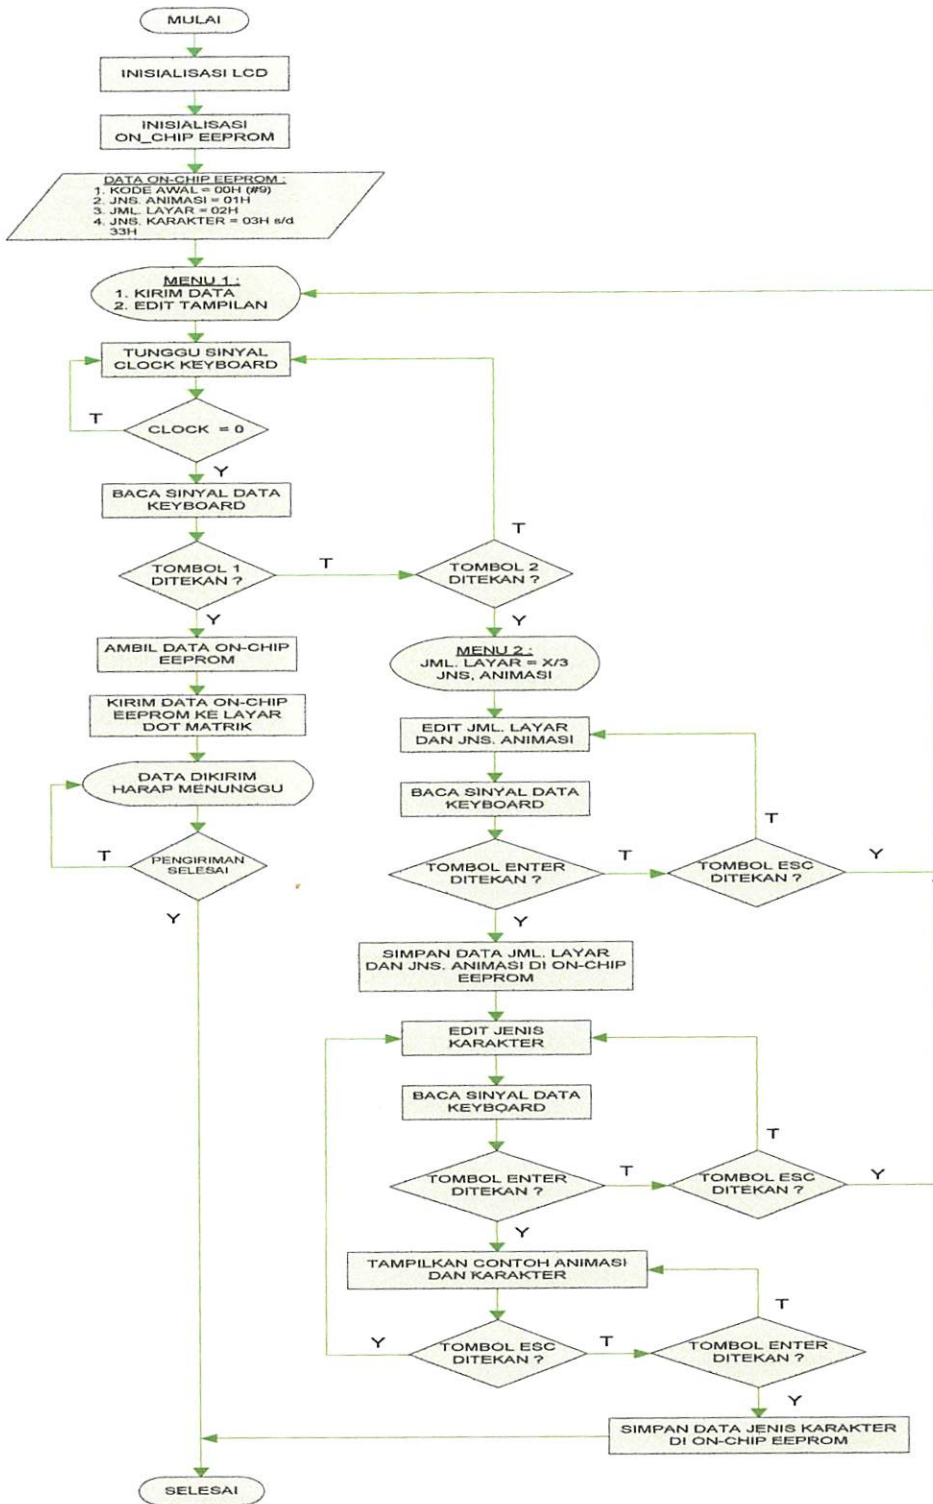 MULAI
INISIALISASI LCD
INISIALISASI
ON_CHIP EEPROM
DATA ON-CHIP EEPROM :
1. KODE AWAL = 00H (#9)
2. JNS. ANIMASI = 01H
3. JML. LAYAR = 02H
4. JNS. KARAKTER = 03H s/d
33H
MENU 1 :
1. KIRIM DATA
2. EDIT TAMPILAN
TUNGGU SINYAL
CLOCK KEYBOARD
T
CLOCK = 0
Y
BACA SINYAL DATA
KEYBOARD
TOMBOL 1
DITEKAN ?
T
T
TOMBOL 2
DITEKAN ?
Y
Y
AMBIL DATA ON-CHIP
EEPROM
KIRIM DATA ON-CHIP
EEPROM KE LAYAR
DOT MATRIK
DATA DIKIRIM
HARAP MENUNGGU
T
PENGIRIMAN
SELESAI
Y
MENU 2 :
JML. LAYAR = X/3
JNS, ANIMASI
EDIT JML. LAYAR
DAN JNS. ANIMASI
BACA SINYAL DATA
KEYBOARD
T
TOMBOL ENTER
DITEKAN ?
T
TOMBOL ESC
DITEKAN ?
Y
Y
SIMPAN DATA JML. LAYAR
DAN JNS. ANIMASI DI ON-CHIP
EEPROM
EDIT JENIS
KARAKTER
BACA SINYAL DATA
KEYBOARD
T
TOMBOL ENTER
DITEKAN ?
T
TOMBOL ESC
DITEKAN ?
Y
Y
TAMPILKAN CONTOH ANIMASI
DAN KARAKTER
T
Y
TOMBOL ESC
DITEKAN ?
T
TOMBOL ENTER
DITEKAN ?
Y
SIMPAN DATA JENIS KARAKTER
DI ON-CHIP EEPROM
SELESAI